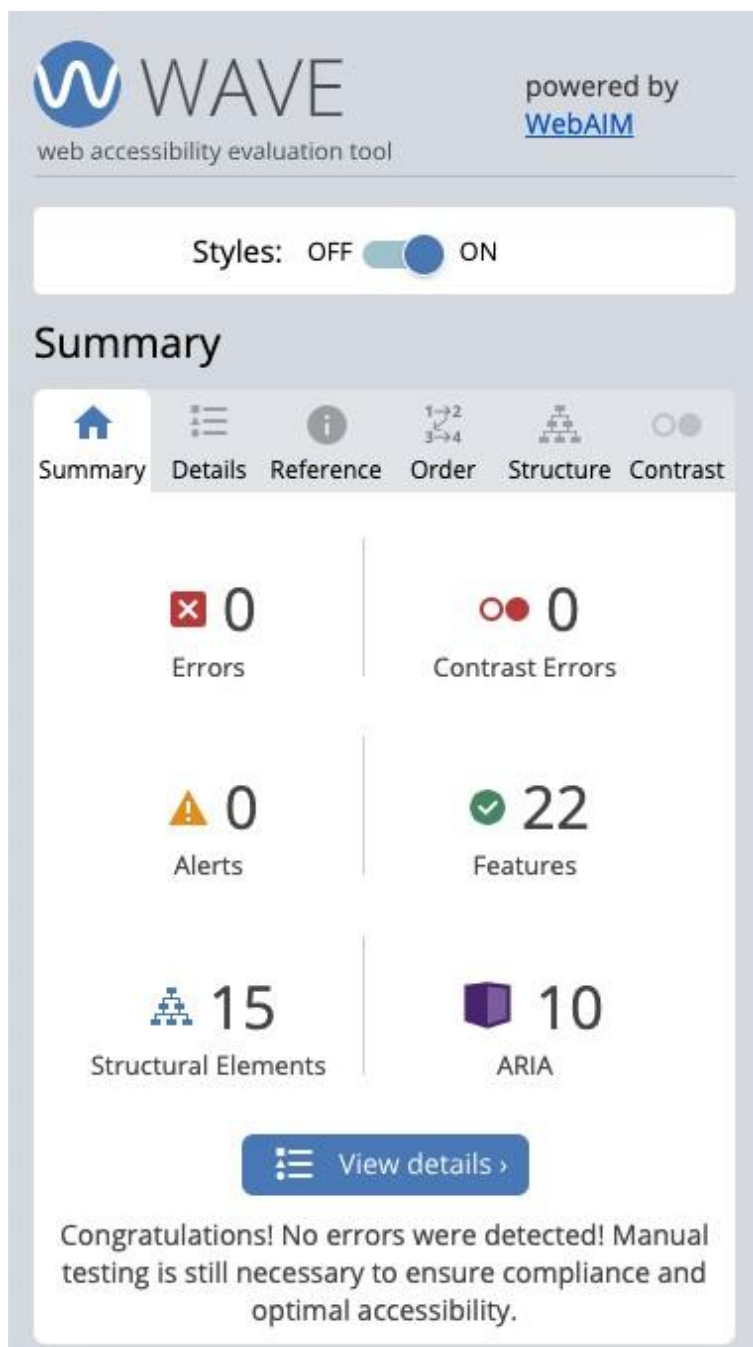 WAVE
powered by
WebAIM
web accessibility evaluation tool
Styles: OFF ON
Summary
1 2
3 4
Summary Details Reference Order Structure Contrast
0 0
Errors Contrast Errors
0 22
Alerts Features
15 10
Structural Elements ARIA
View details ›
Congratulations! No errors were detected! Manual
testing is still necessary to ensure compliance and
optimal accessibility.